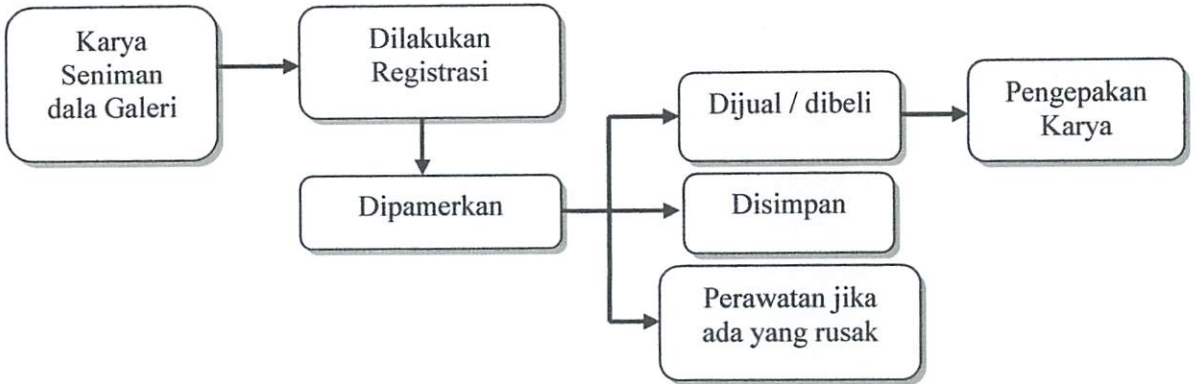 Karya
Seniman
dala Galeri
Dilakukan
Registrasi
Dipamerkan
Dijual / dibeli
Pengepakan
Karya
Disimpan
Perawatan jika
ada yang rusak